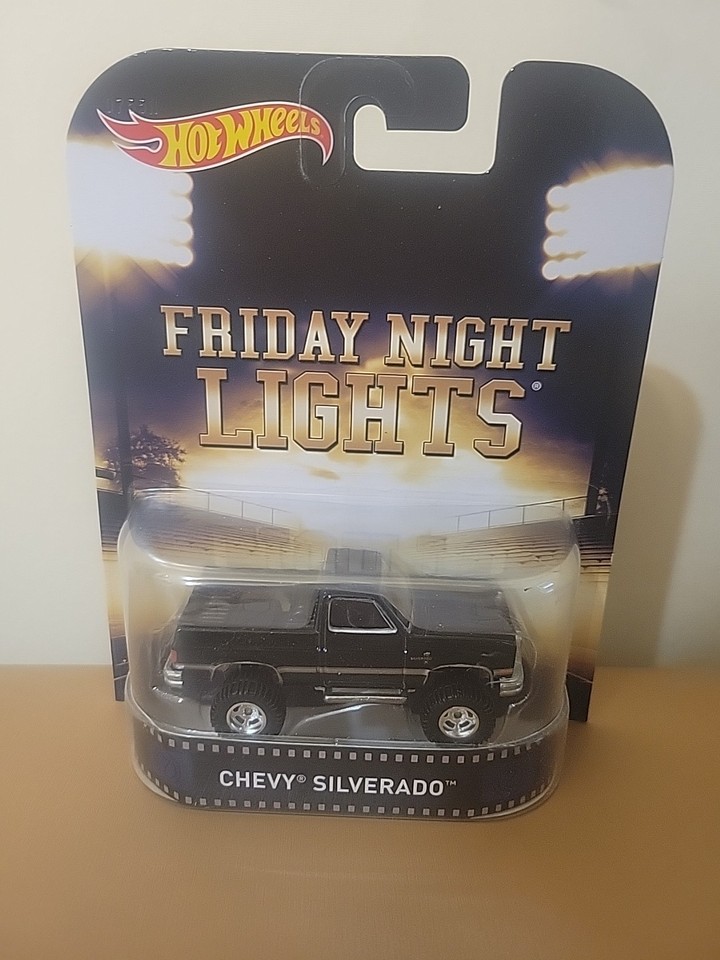 HOT WHEELS
FRIDAY NIGHT
LIGHTS®
CHEVY® SILVERADO™